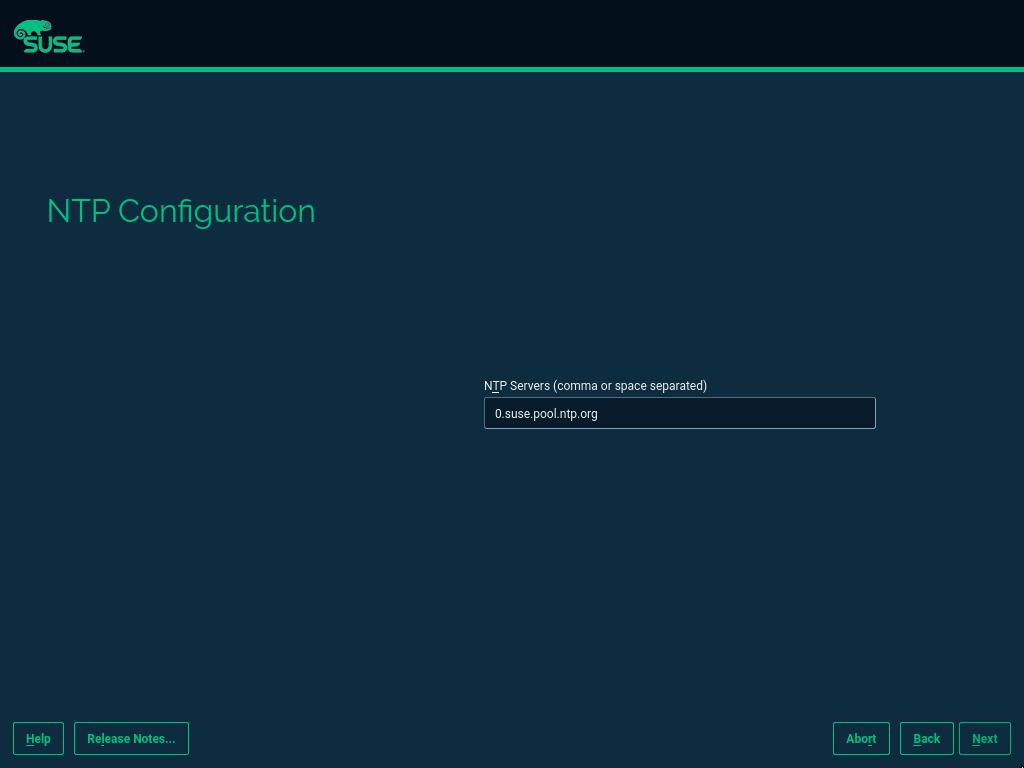 SUSE
NTP Configuration
NTP Servers (comma or space separated)
0.suse.pool.ntp.org
Help Release Notes... Abort Back Next